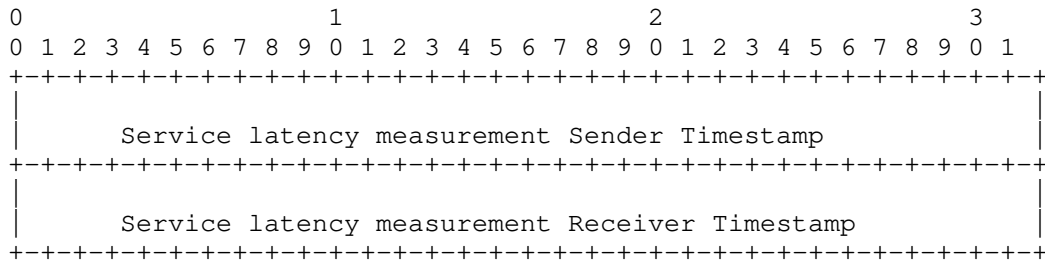 0                   1                   2                   3
0 1 2 3 4 5 6 7 8 9 0 1 2 3 4 5 6 7 8 9 0 1 2 3 4 5 6 7 8 9 0 1
+-+-+-+-+-+-+-+-+-+-+-+-+-+-+-+-+-+-+-+-+-+-+-+-+-+-+-+-+-+-+-+-+
|                                                               |
|      Service latency measurement Sender Timestamp             |
+-+-+-+-+-+-+-+-+-+-+-+-+-+-+-+-+-+-+-+-+-+-+-+-+-+-+-+-+-+-+-+-+
|                                                               |
|      Service latency measurement Receiver Timestamp           |
+-+-+-+-+-+-+-+-+-+-+-+-+-+-+-+-+-+-+-+-+-+-+-+-+-+-+-+-+-+-+-+-+